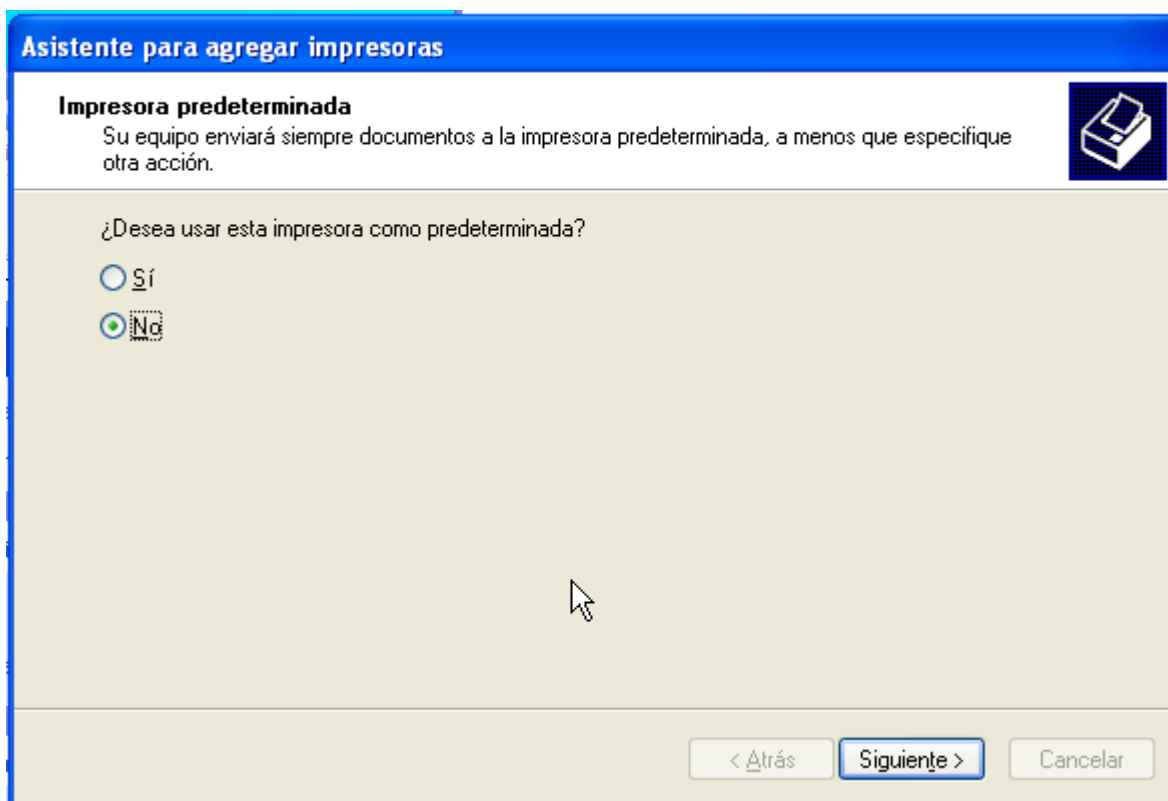 Asistente para agregar impresoras
Impresora predeterminada
Su equipo enviará siempre documentos a la impresora predeterminada, a menos que especifique
otra acción.
¿Desea usar esta impresora como predeterminada?
Sí
No
< Atrás Siguiente > Cancelar